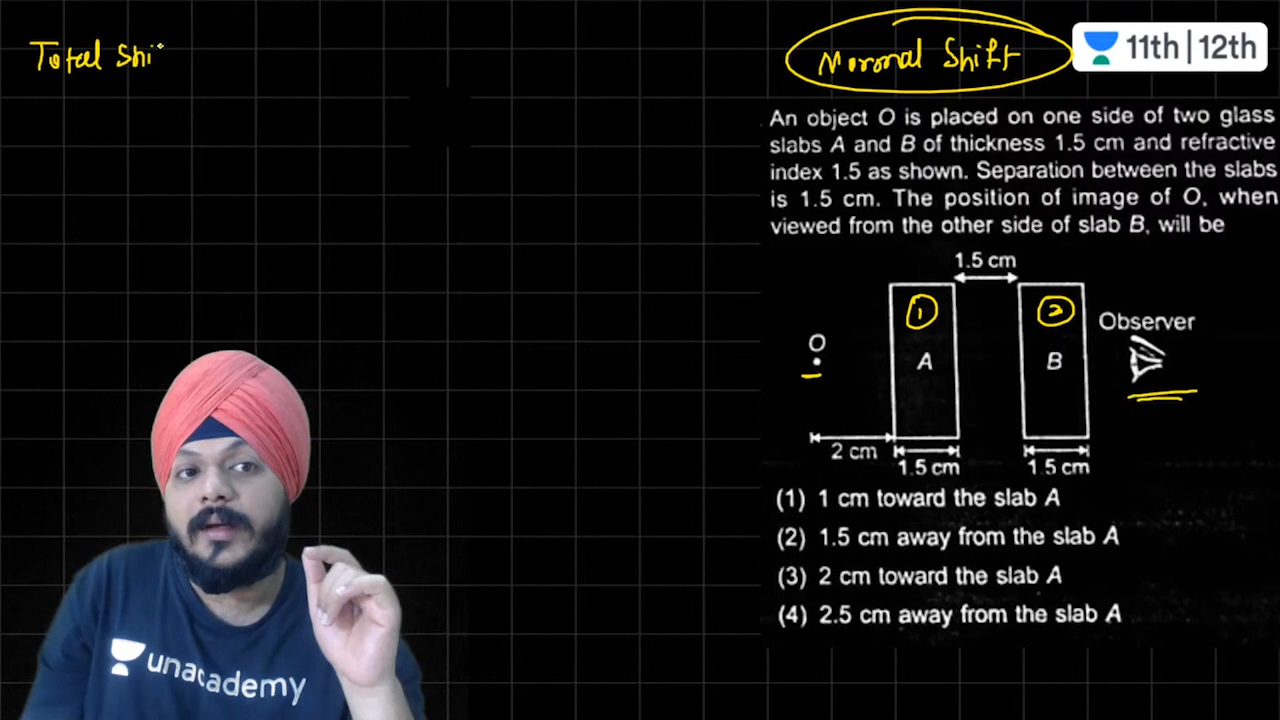 Total Shi
Normal Shift
11th | 12th
An object O is placed on one side of two glass
slabs A and B of thickness 1.5 cm and refractive
index 1.5 as shown. Separation between the slabs
is 1.5 cm. The position of image of O, when
viewed from the other side of slab B, will be
1.5 cm
1
2
Observer
O
A
B
2 cm
1.5 cm
1.5 cm
(1) 1 cm toward the slab A
(2) 1.5 cm away from the slab A
(3) 2 cm toward the slab A
(4) 2.5 cm away from the slab A
unacademy